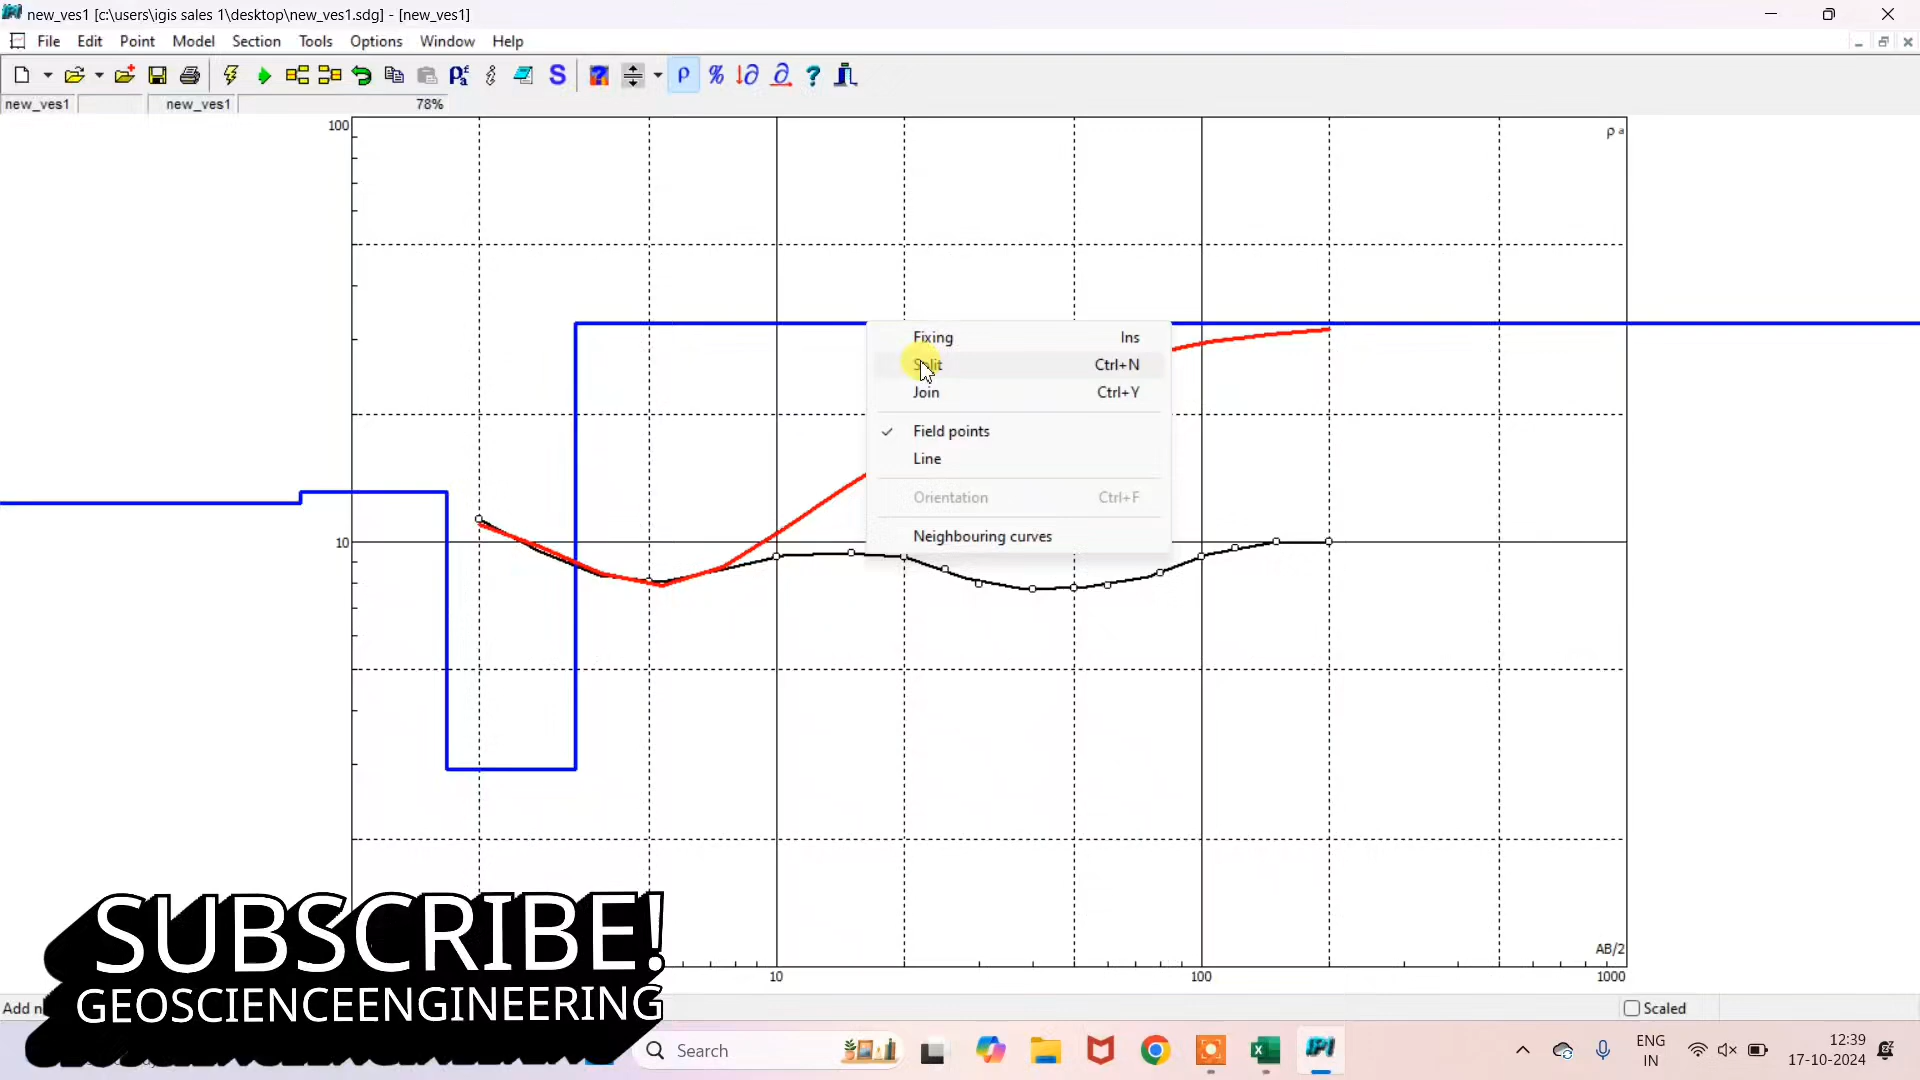 new_ves1 [c:\users\igis sales 1\desktop\new_ves1.sdg] - [new_ves1]
File Edit Point Model Section Tools Options Window Help
ρ % ↓∂ ∂ ?
new_ves1 new_ves1 78%
100
ρa
Fixing Ins
Split Ctrl+N
Join Ctrl+Y
Field points
Line
Orientation Ctrl+F
Neighbouring curves
10
AB/2
10 100 1000
Scaled
SUBSCRIBE!
GEOSCIENCEENGINEERING
Search
ENG
IN
12:39
17-10-2024